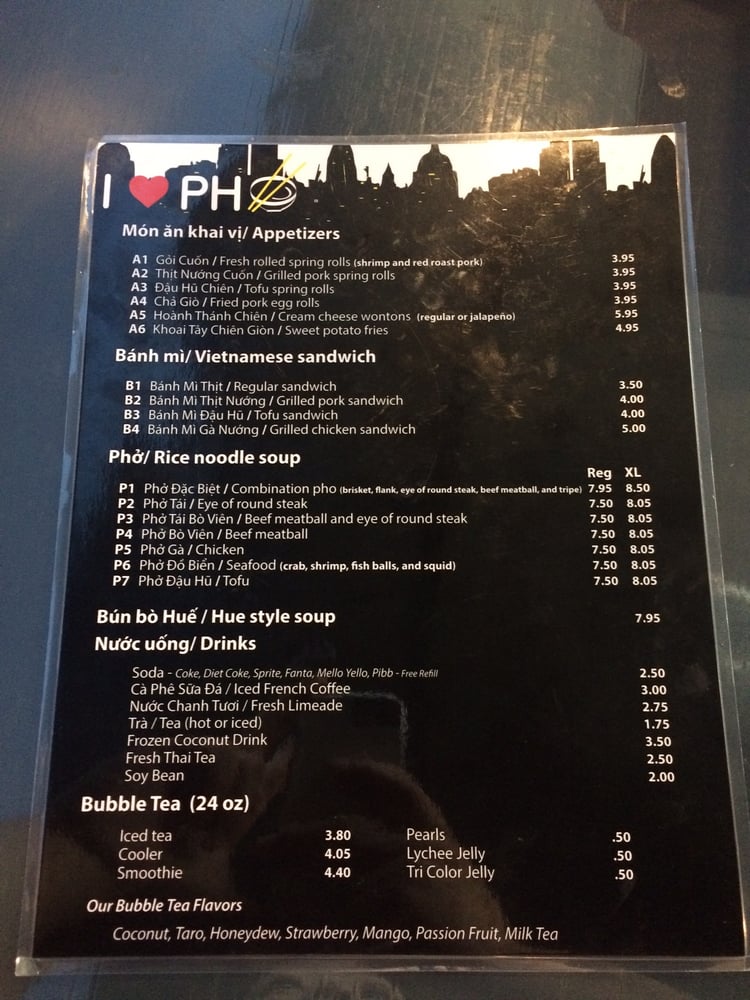 I ❤ PHO
Món ăn khai vị/ Appetizers
A1 Gỏi Cuốn / Fresh rolled spring rolls (shrimp and red roast pork) 3.95
A2 Thịt Nướng Cuốn / Grilled pork spring rolls 3.95
A3 Đậu Hũ Chiên / Tofu spring rolls 3.95
A4 Chả Giò / Fried pork egg rolls 3.95
A5 Hoành Thánh Chiên / Cream cheese wontons (regular or jalapeño) 5.95
A6 Khoai Tây Chiên Giòn / Sweet potato fries 4.95
Bánh mì/ Vietnamese sandwich
B1 Bánh Mì Thịt / Regular sandwich 3.50
B2 Bánh Mì Thịt Nướng / Grilled pork sandwich 4.00
B3 Bánh Mì Đậu Hũ / Tofu sandwich 4.00
B4 Bánh Mì Gà Nướng / Grilled chicken sandwich 5.00
Phở/ Rice noodle soup
Reg XL
P1 Phở Đặc Biệt / Combination pho (brisket, flank, eye of round steak, beef meatball, and tripe) 7.95 8.50
P2 Phở Tái / Eye of round steak 7.50 8.05
P3 Phở Tái Bò Viên / Beef meatball and eye of round steak 7.50 8.05
P4 Phở Bò Viên / Beef meatball 7.50 8.05
P5 Phở Gà / Chicken 7.50 8.05
P6 Phở Đồ Biển / Seafood (crab, shrimp, fish balls, and squid) 7.50 8.05
P7 Phở Đậu Hũ / Tofu 7.50 8.05
Bún bò Huế / Hue style soup 7.95
Nước uống/ Drinks
Soda - Coke, Diet Coke, Sprite, Fanta, Mello Yello, Pibb - Free Refill 2.50
Cà Phê Sữa Đá / Iced French Coffee 3.00
Nước Chanh Tươi / Fresh Limeade 2.75
Trà / Tea (hot or iced) 1.75
Frozen Coconut Drink 3.50
Fresh Thai Tea 2.50
Soy Bean 2.00
Bubble Tea (24 oz)
Iced tea 3.80 Pearls .50
Cooler 4.05 Lychee Jelly .50
Smoothie 4.40 Tri Color Jelly .50
Our Bubble Tea Flavors
Coconut, Taro, Honeydew, Strawberry, Mango, Passion Fruit, Milk Tea